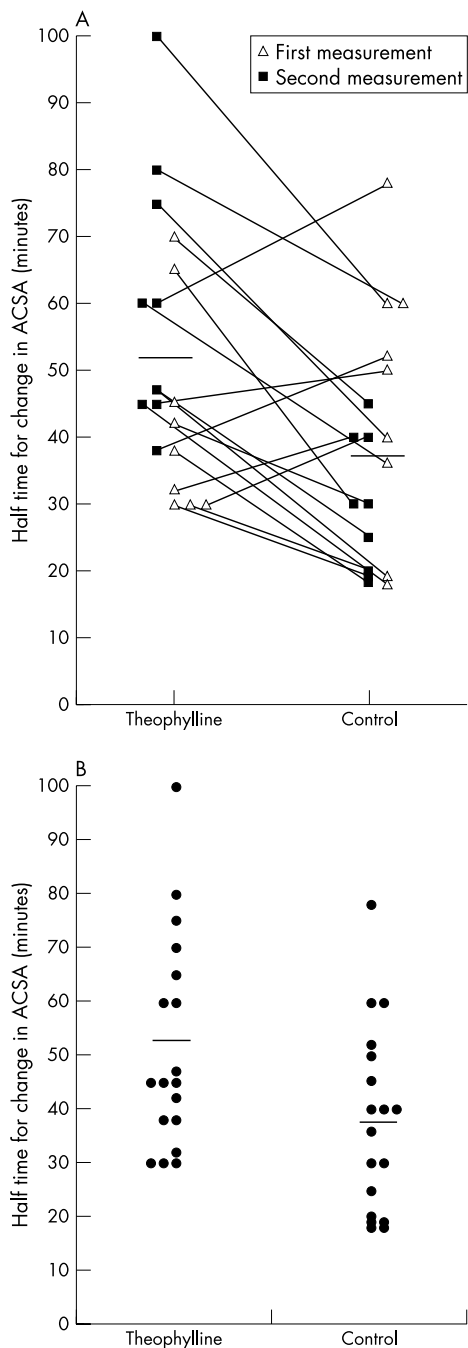 A
Half time for change in ACSA (minutes)
100
90
80
70
60
50
40
30
20
10
0
First measurement
Second measurement
Theophylline
Control
B
Half time for change in ACSA (minutes)
100
90
80
70
60
50
40
30
20
10
0
Theophylline
Control